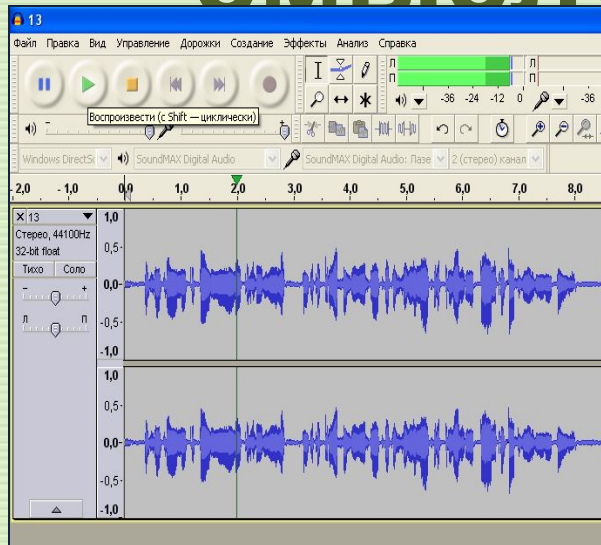 13
Файл Правка Вид Управление Дорожки Создание Эффекты Анализ Справка
Л П
П П
-36 -24 -12 0 -36
Воспроизвести (с Shift — циклически)
Windows DirectSo SoundMAX Digital Audio SoundMAX Digital Audio: Пазе 2 (стерео) канал
- 2,0 - 1,0 0,0 1,0 2,0 3,0 4,0 5,0 6,0 7,0 8,0
13
Стерео, 44100Hz
32-bit float
Тихо Соло
- +
Л П
1,0
0,5
0,0
-0,5
-1,0
1,0
0,5
0,0
-0,5
-1,0